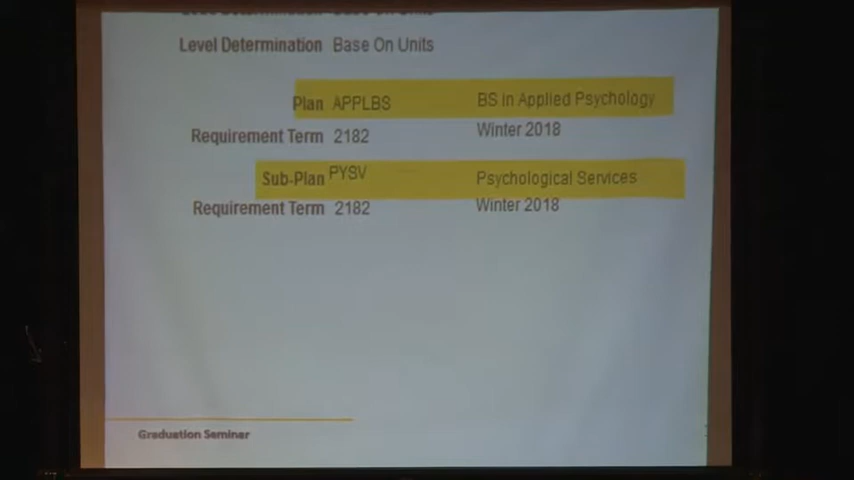 Level Determination Base On Units
Plan APPLBS BS in Applied Psychology
Requirement Term 2182 Winter 2018
Sub-Plan PYSV Psychological Services
Requirement Term 2182 Winter 2018
Graduation Seminar